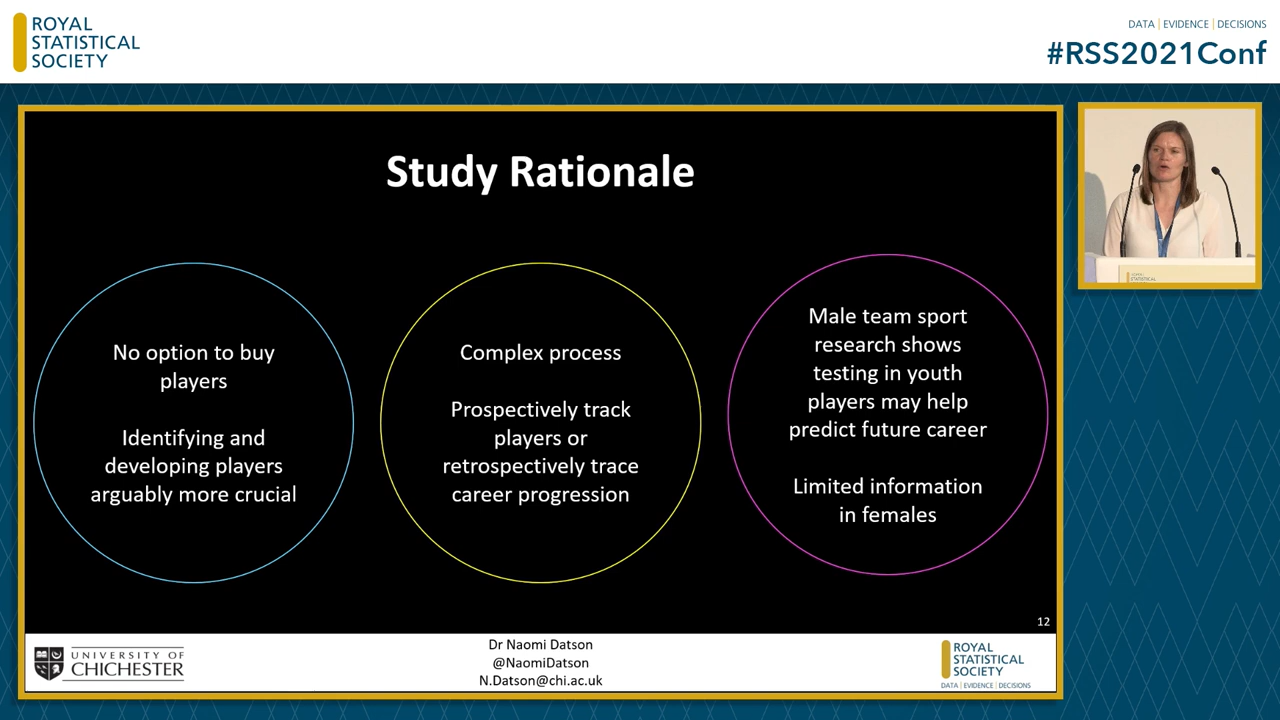 ROYAL
STATISTICAL
SOCIETY
DATA | EVIDENCE | DECISIONS
#RSS2021Conf
Study Rationale
No option to buy
players
Identifying and
developing players
arguably more crucial
Complex process
Prospectively track
players or
retrospectively trace
career progression
Male team sport
research shows
testing in youth
players may help
predict future career
Limited information
in females
12
UNIVERSITY OF
CHICHESTER
Dr Naomi Datson
@NaomiDatson
N.Datson@chi.ac.uk
ROYAL
STATISTICAL
SOCIETY
DATA | EVIDENCE | DECISIONS
ROYAL
STATISTICAL